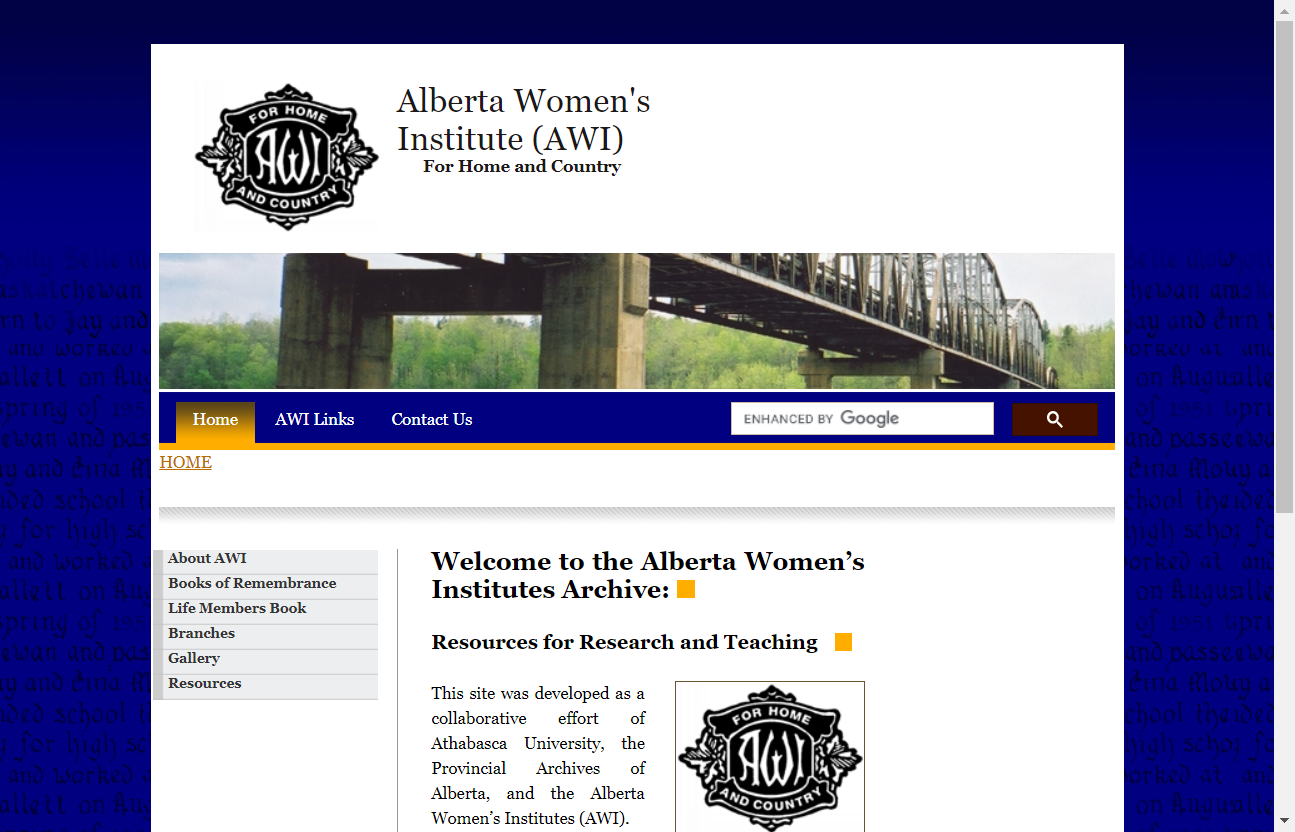 FOR HOME
AWI
AND COUNTRY
Alberta Women's
Institute (AWI)
For Home and Country
Home
AWI Links
Contact Us
ENHANCED BY Google
HOME
About AWI
Books of Remembrance
Life Members Book
Branches
Gallery
Resources
Welcome to the Alberta Women’s
Institutes Archive:
Resources for Research and Teaching
This site was developed as a
collaborative effort of
Athabasca University, the
Provincial Archives of
Alberta, and the Alberta
Women’s Institutes (AWI).
FOR HOME
AWI
AND COUNTRY